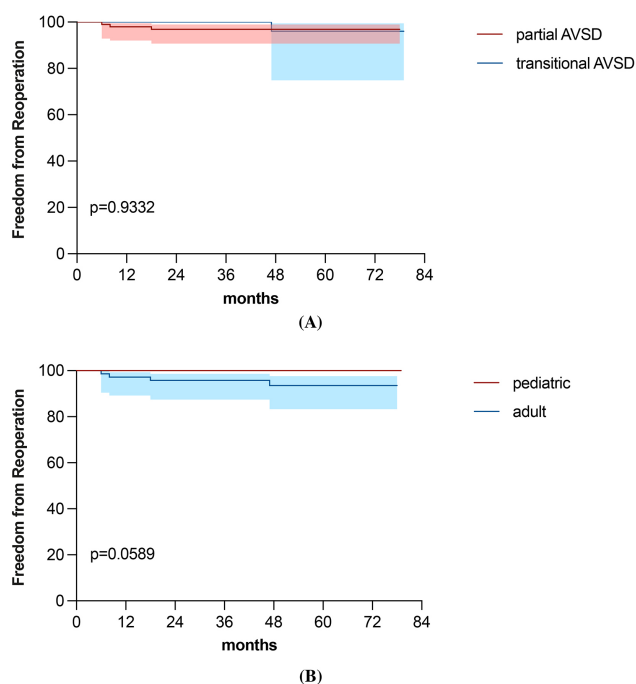 100
80
60
40
20
0
Freedom from Reoperation
p=0.9332
0 12 24 36 48 60 72 84
months
partial AVSD
transitional AVSD
(A)
100
80
60
40
20
0
Freedom from Reoperation
p=0.0589
0 12 24 36 48 60 72 84
months
pediatric
adult
(B)